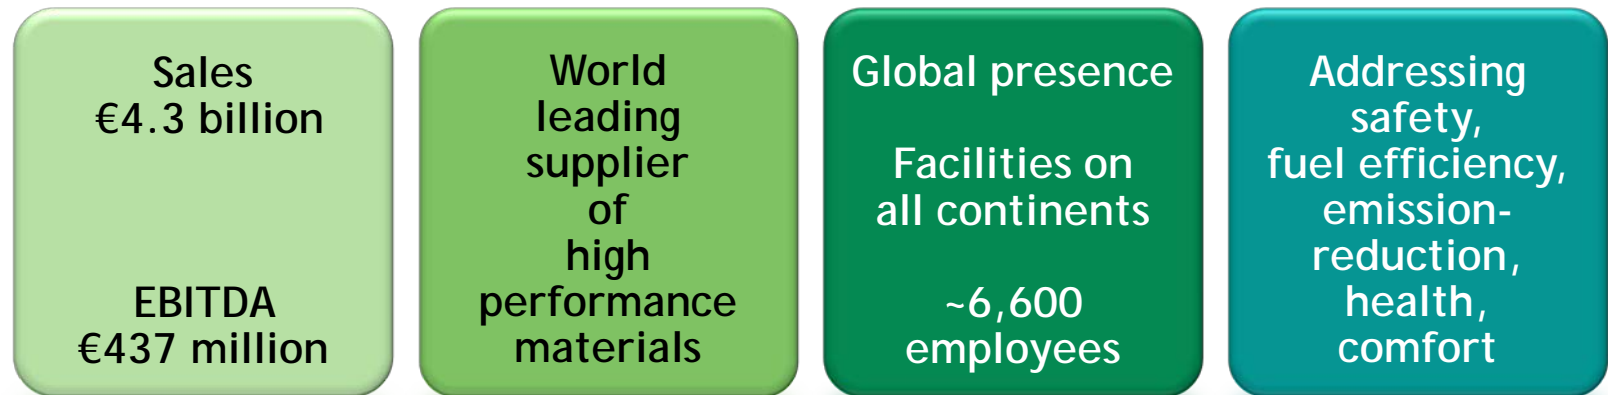 Sales
€4.3 billion
EBITDA
€437 million
World
leading
supplier
of
high
performance
materials
Global presence
Facilities on
all continents
~6,600
employees
Addressing
safety,
fuel efficiency,
emission-
reduction,
health,
comfort